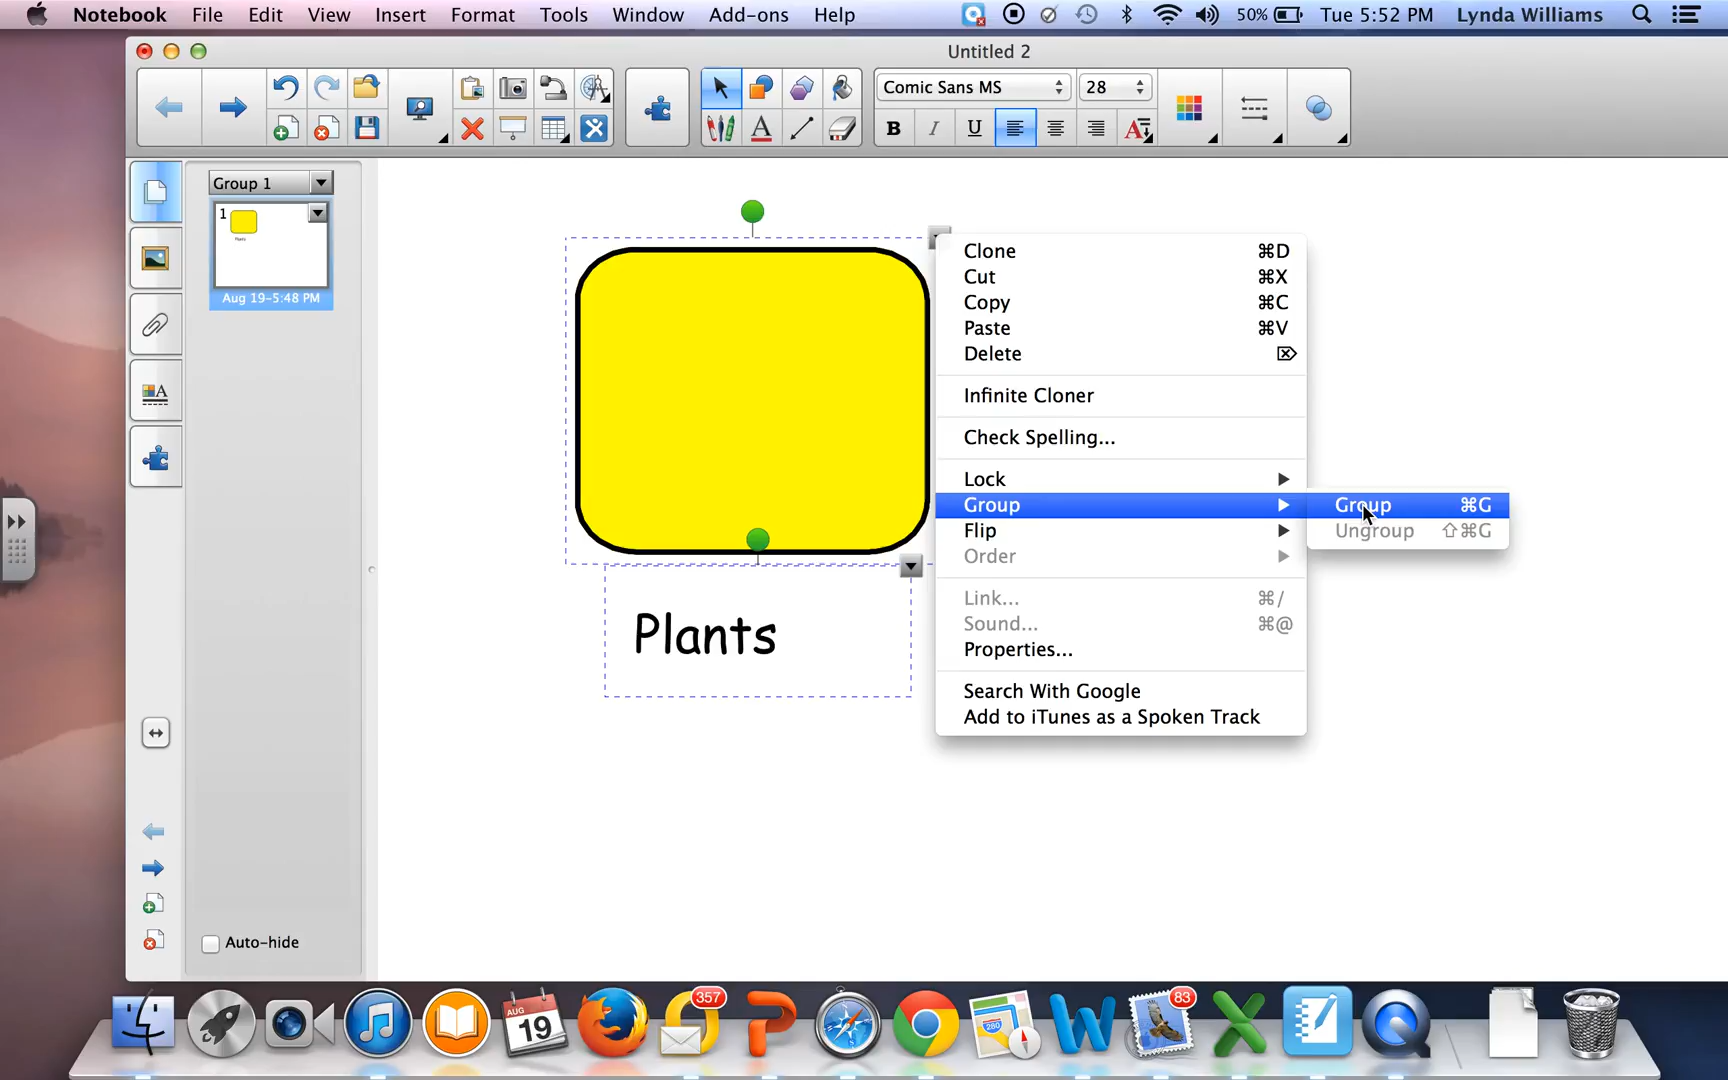 Notebook File Edit View Insert Format Tools Window Add-ons Help 50% Tue 5:52 PM Lynda Williams
Untitled 2
Comic Sans MS 28
B I U A
Group 1
1
Plants
Aug 19-5:48 PM
Clone ⌘D
Cut ⌘X
Copy ⌘C
Paste ⌘V
Delete ⌦
Infinite Cloner
Check Spelling...
Lock
Group
Group ⌘G
Flip
Ungroup ⇧⌘G
Order
Link... ⌘/
Sound... ⌘@
Properties...
Search With Google
Add to iTunes as a Spoken Track
Plants
Auto-hide
AUG
19
357
280
83